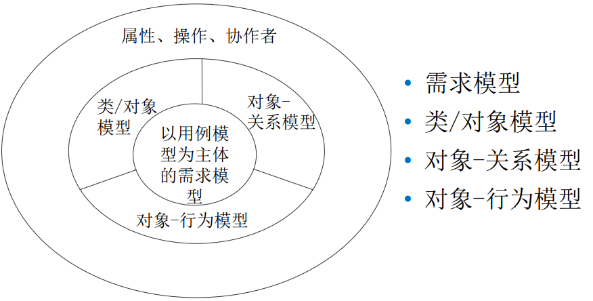 属性、操作、协作者
类/对象
模型
对象-
关系模型
以用例模
型为主体
的需求模
型
对象-行为模型
• 需求模型
• 类/对象模型
• 对象-关系模型
• 对象-行为模型